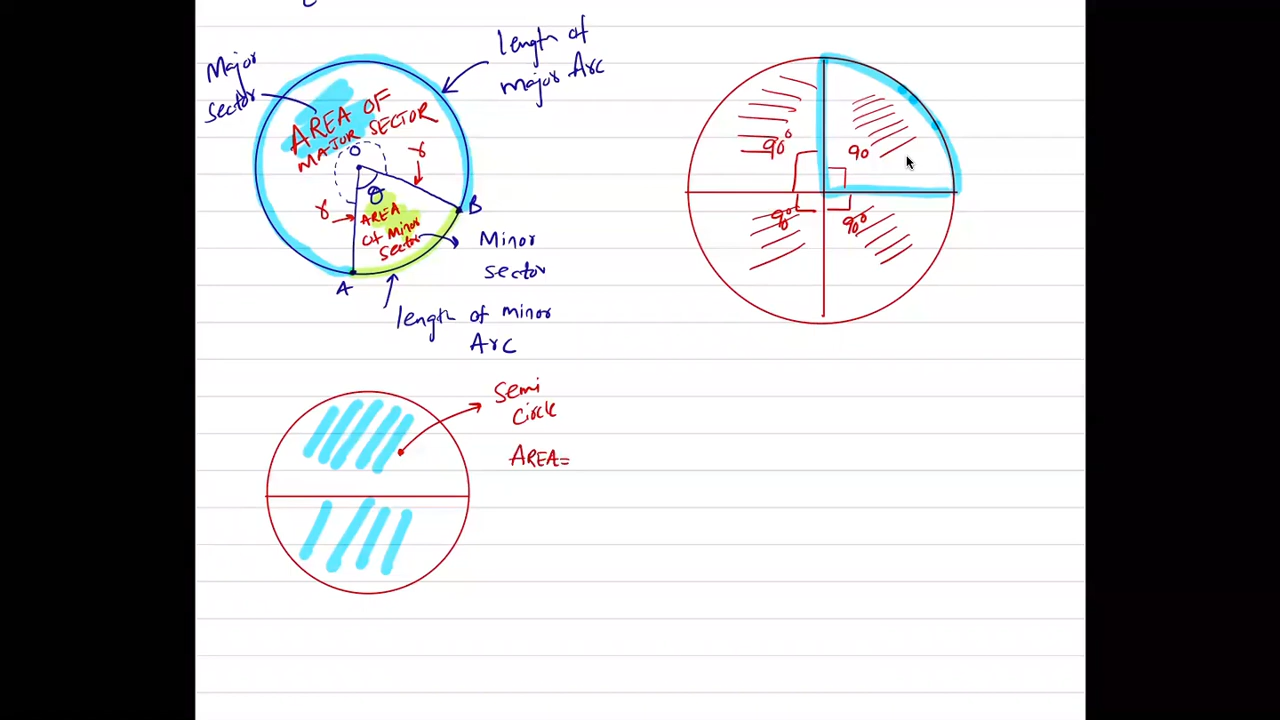 Major
sector
length of
major Arc
AREA OF
MAJOR SECTOR
O
r
θ
r
AREA
of Minor
Sector
B
A
Minor
sector
length of minor
Arc
90°
90
90°
90°
Semi
Circle
AREA=